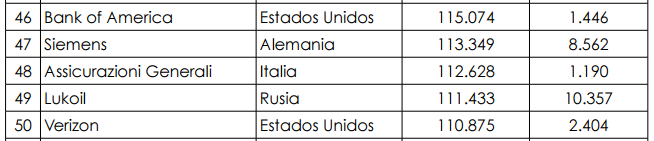 46 Bank of America Estados Unidos 115.074 1.446
47 Siemens Alemania 113.349 8.562
48 Assicurazioni Generali Italia 112.628 1.190
49 Lukoil Rusia 111.433 10.357
50 Verizon Estados Unidos 110.875 2.404